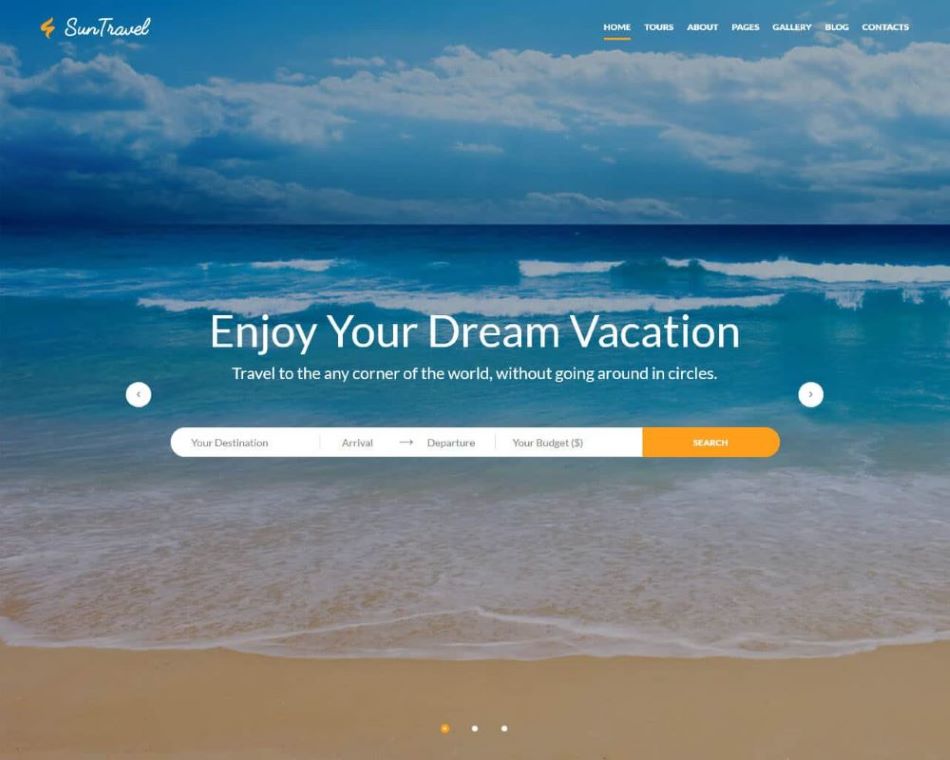 SunTravel
HOME TOURS ABOUT PAGES GALLERY BLOG CONTACTS
Enjoy Your Dream Vacation
Travel to the any corner of the world, without going around in circles.
Your Destination Arrival → Departure Your Budget ($) SEARCH